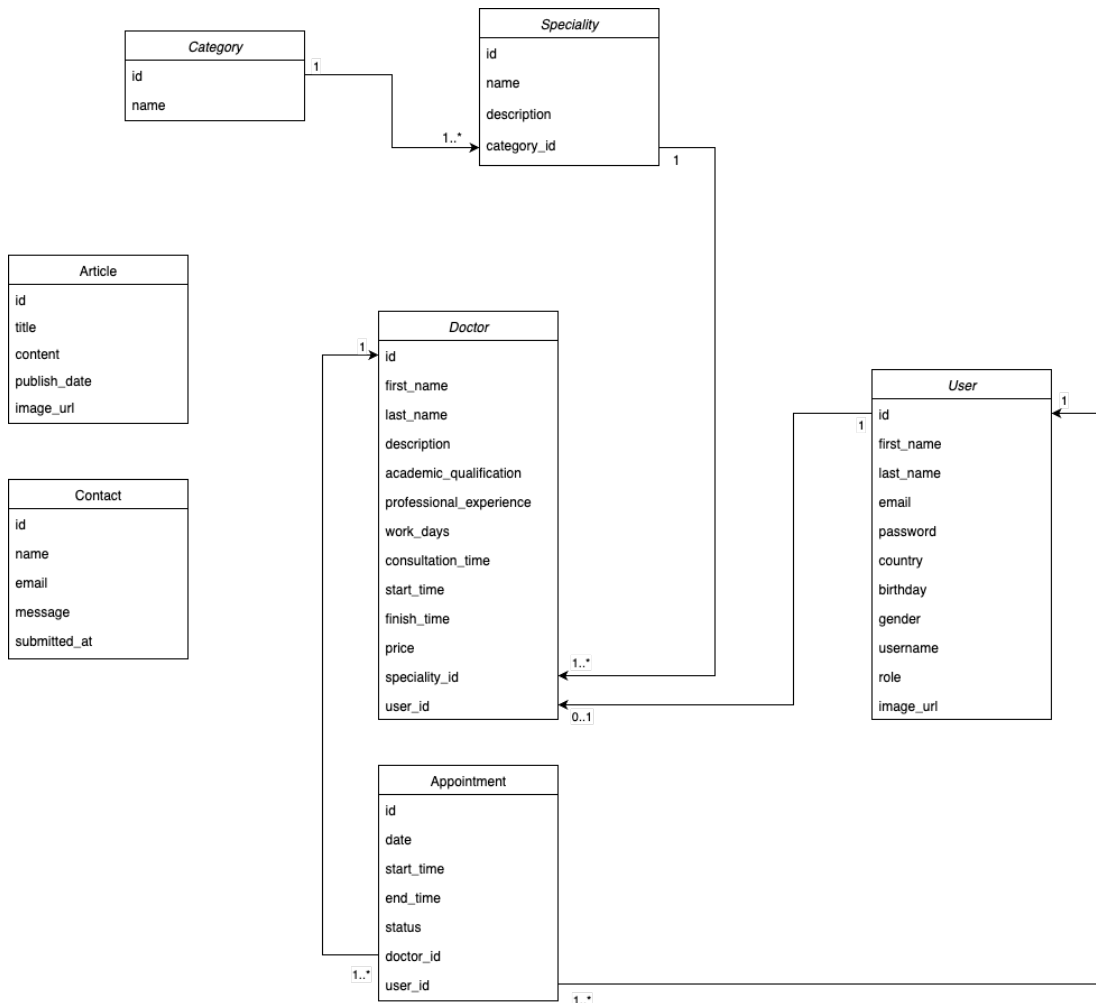 Category
id
name
1
1..*
Speciality
id
name
description
category_id
1
Article
id
title
content
publish_date
image_url
Contact
id
name
email
message
submitted_at
1
Doctor
id
first_name
last_name
description
academic_qualification
professional_experience
work_days
consultation_time
start_time
finish_time
price
speciality_id
user_id
1..*
0..1
User
id
first_name
last_name
email
password
country
birthday
gender
username
role
image_url
1
1
Appointment
id
date
start_time
end_time
status
doctor_id
user_id
1..*
1..*